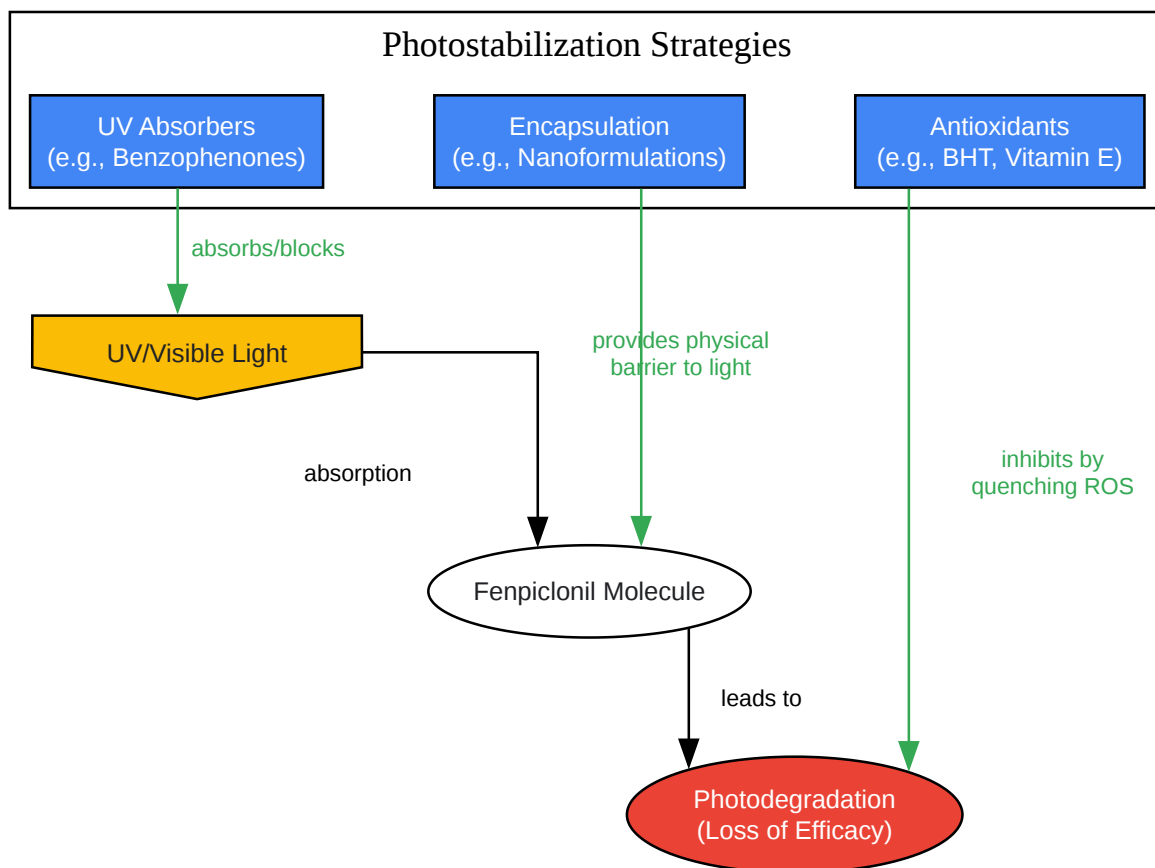 Photostabilization Strategies
UV Absorbers
(e.g., Benzophenones)
Encapsulation
(e.g., Nanoformulations)
Antioxidants
(e.g., BHT, Vitamin E)
absorbs/blocks
UV/Visible Light
provides physical
barrier to light
absorption
inhibits by
quenching ROS
Fenpiclonil Molecule
leads to
Photodegradation
(Loss of Efficacy)